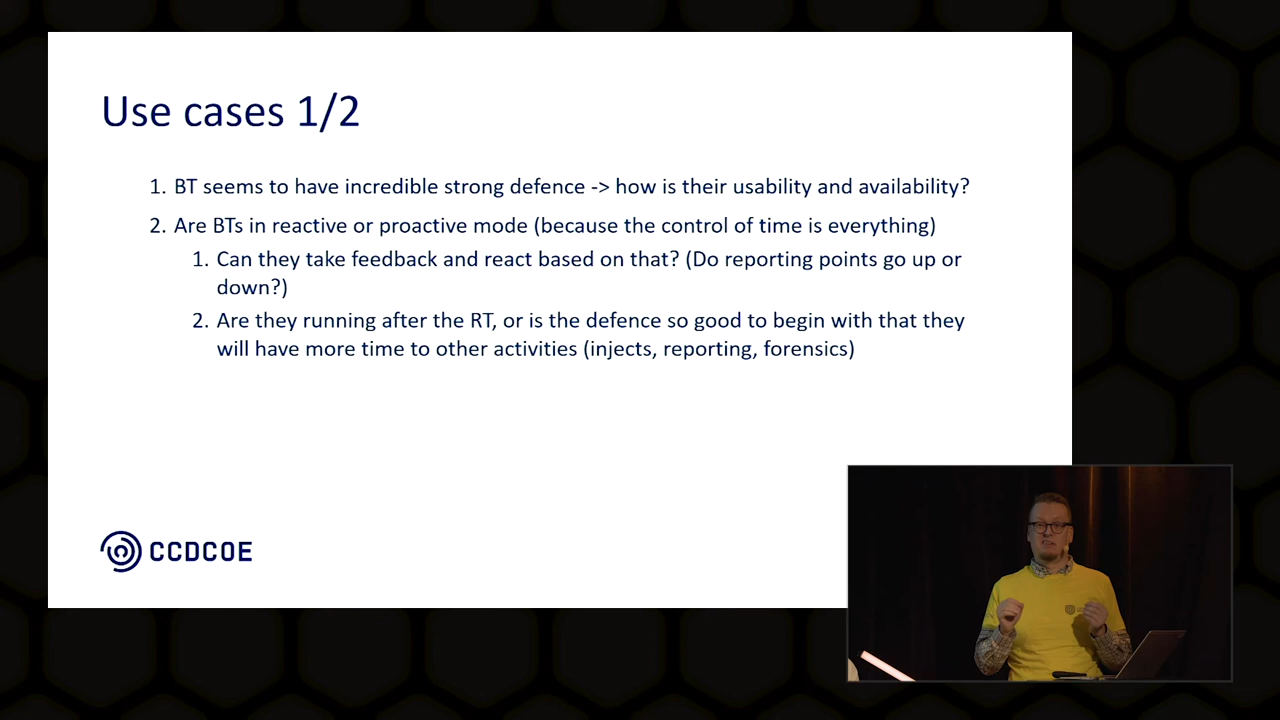 Use cases 1/2
1. BT seems to have incredible strong defence -> how is their usability and availability?
2. Are BTs in reactive or proactive mode (because the control of time is everything)
1. Can they take feedback and react based on that? (Do reporting points go up or
down?)
2. Are they running after the RT, or is the defence so good to begin with that they
will have more time to other activities (injects, reporting, forensics)
CCDCOE